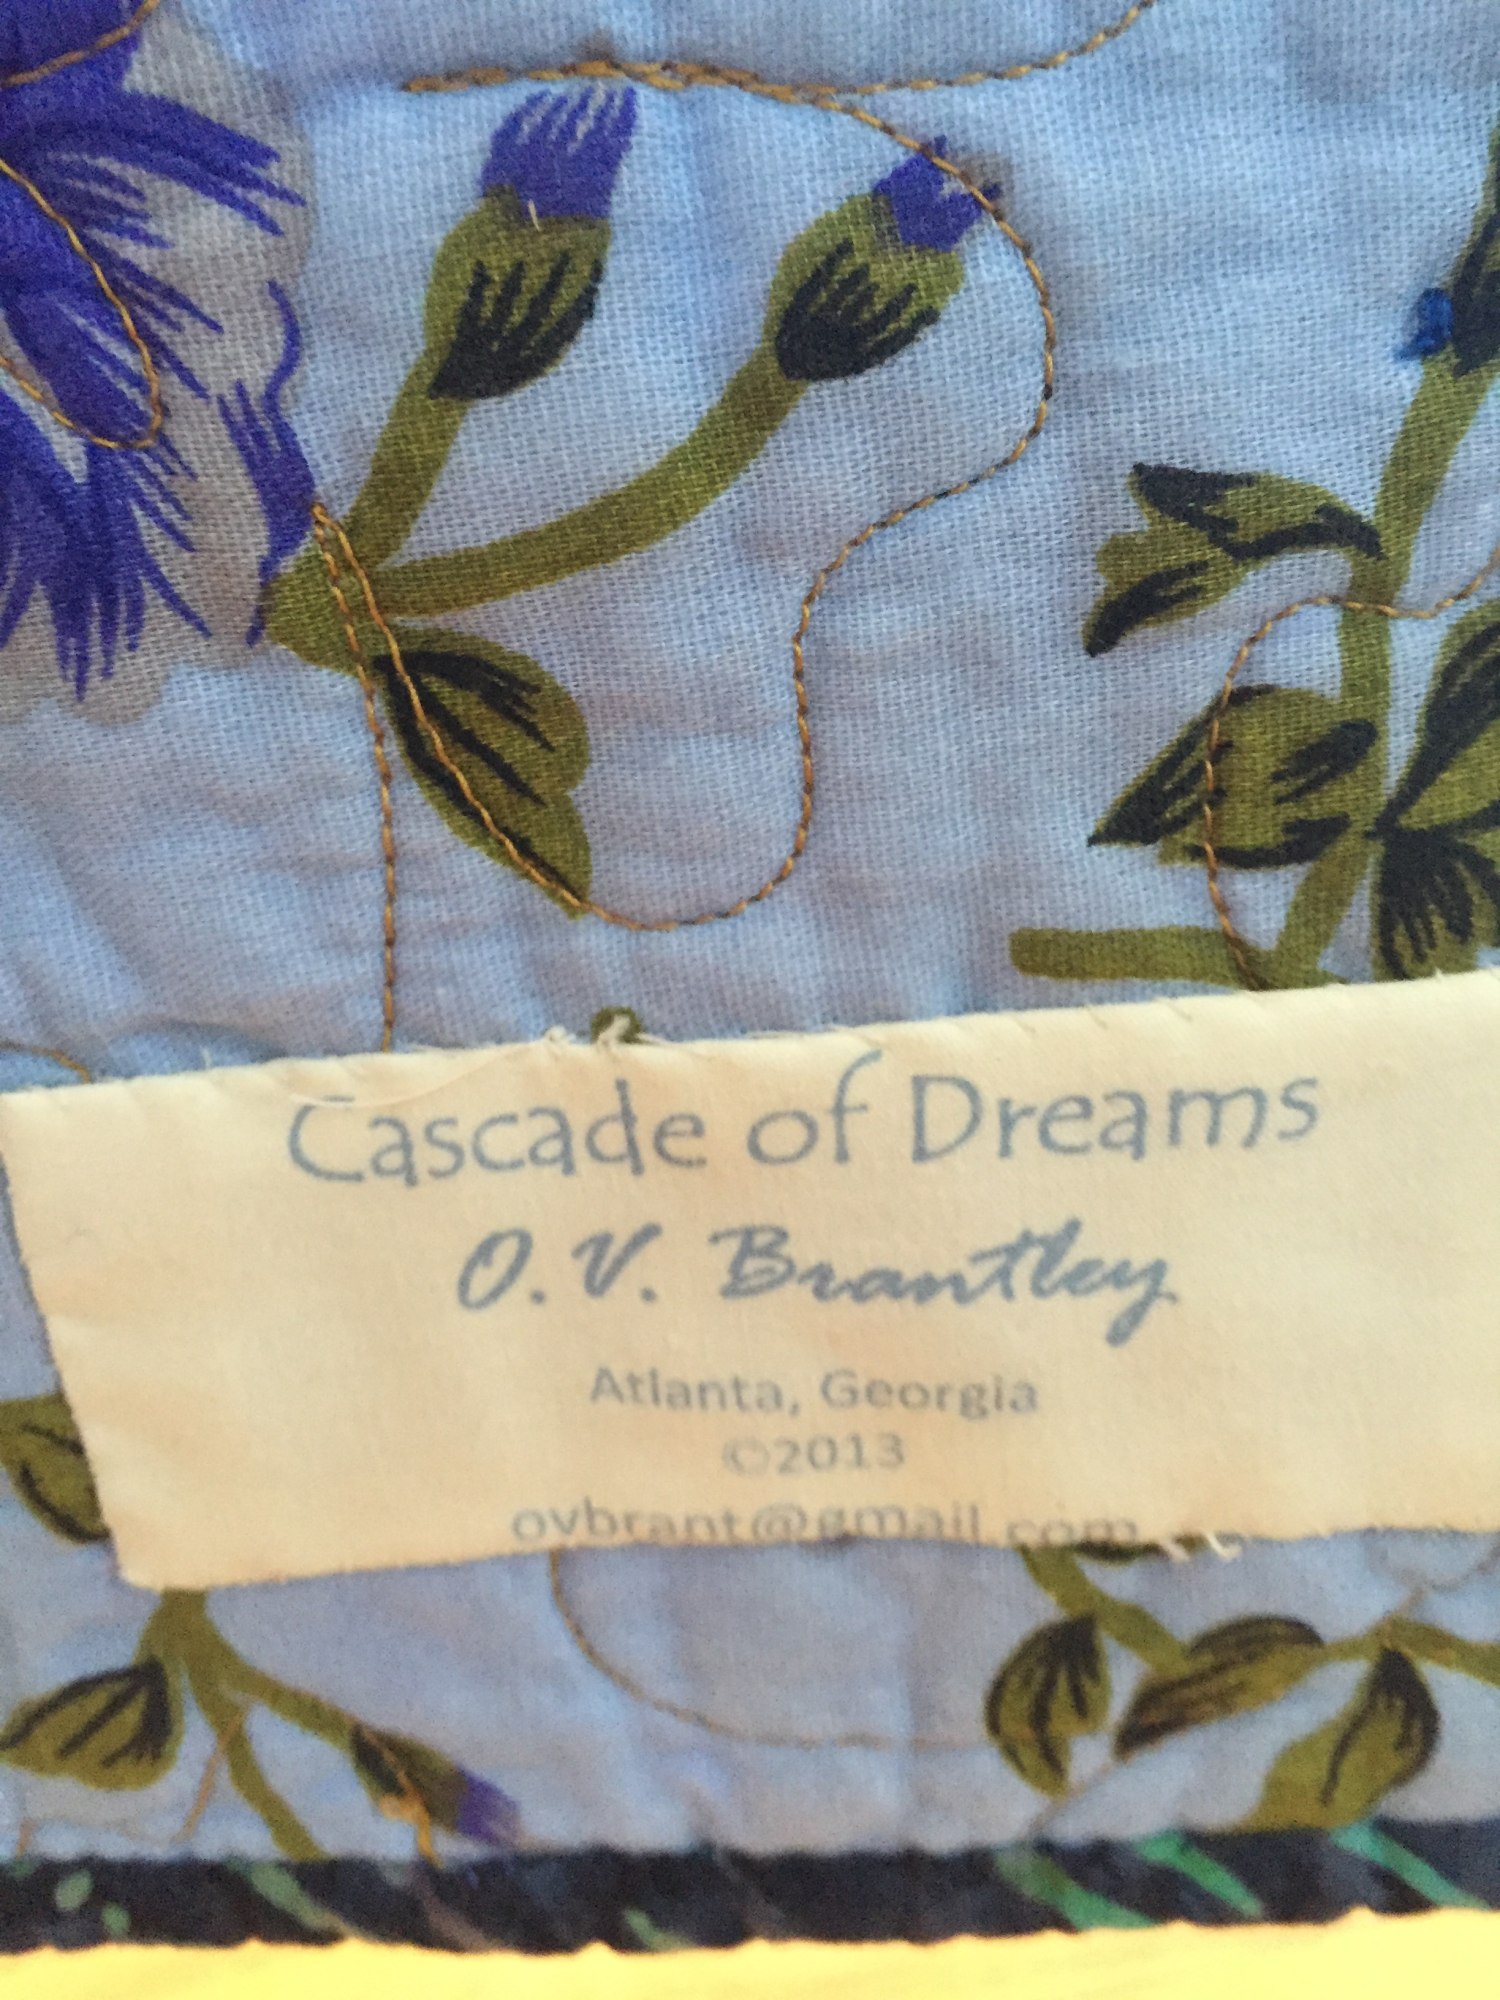 Cascade of Dreams
O.V. Brantley
Atlanta, Georgia
©2013
ovbrant@gmail.com